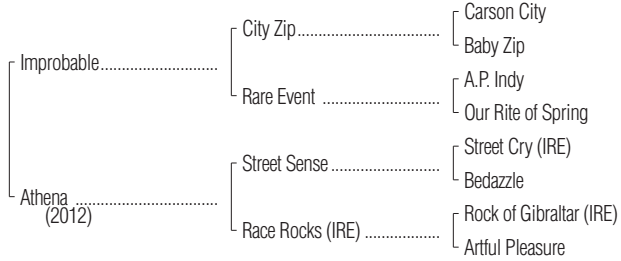 Carson City
City Zip
Baby Zip
Improbable
A.P. Indy
Rare Event
Our Rite of Spring
Street Cry (IRE)
Street Sense
Bedazzle
Athena
(2012)
Rock of Gibraltar (IRE)
Race Rocks (IRE)
Artful Pleasure